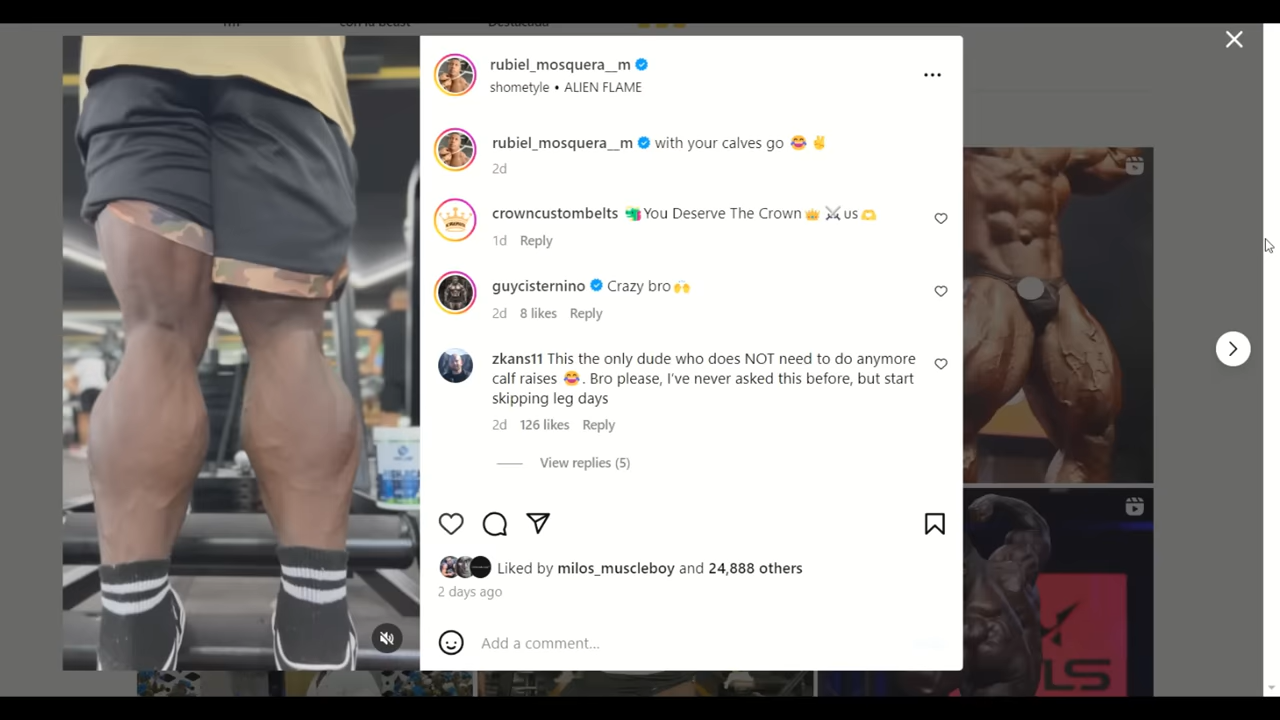 rubiel_mosquera__m
shometyle • ALIEN FLAME
rubiel_mosquera__m with your calves go 😂 ✌️
2d
crowncustombelts 🔫You Deserve The Crown 👑 ⚔️ us 🫶
1d Reply
guycisternino Crazy bro 🙌
2d 8 likes Reply
zkans11 This the only dude who does NOT need to do anymore
calf raises 😂. Bro please, I've never asked this before, but start
skipping leg days
2d 126 likes Reply
View replies (5)
Liked by milos_muscleboy and 24,888 others
2 days ago
Add a comment...